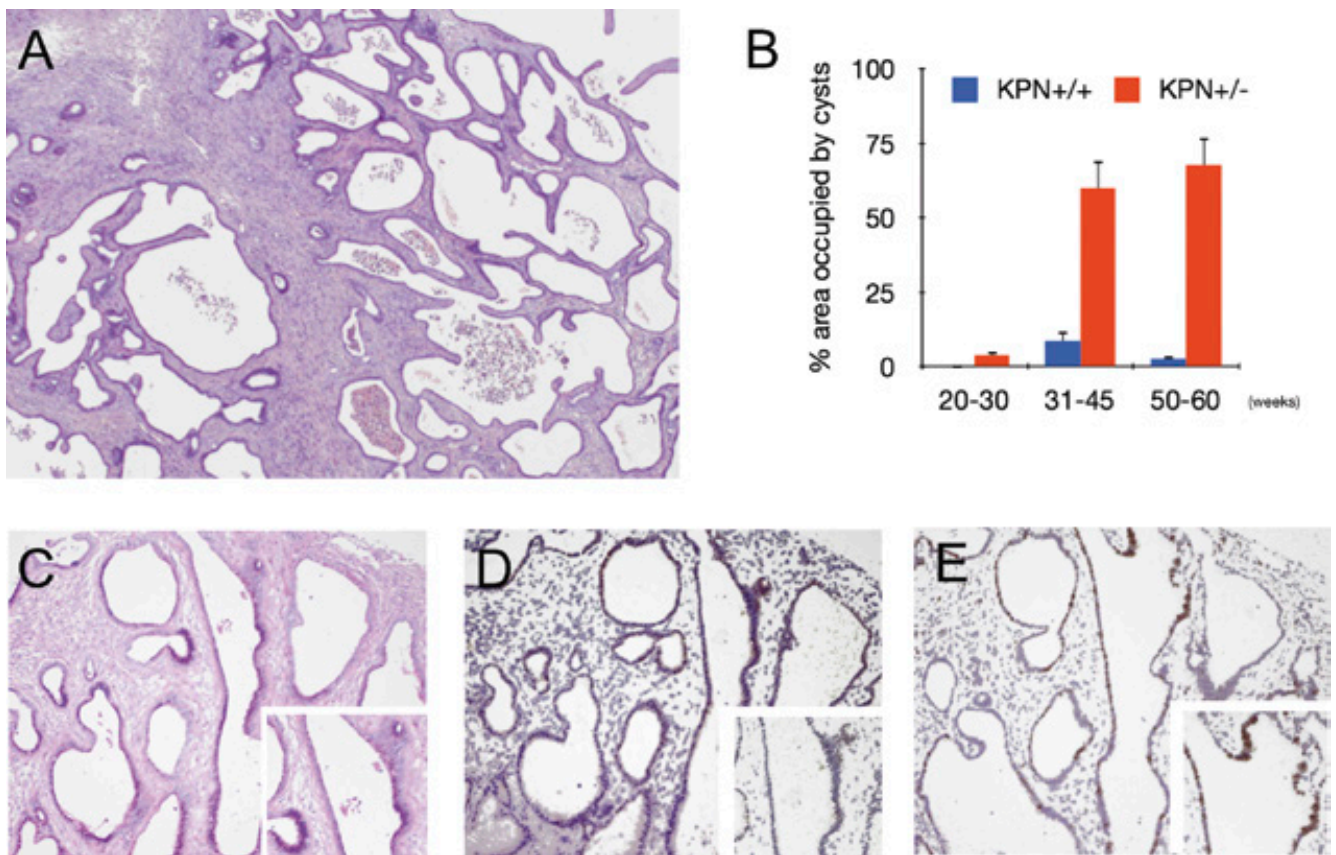 A
B
% area occupied by cysts
100
75
50
25
0
KPN+/+ KPN+/-
20-30 31-45 50-60 (weeks)
C
D
E